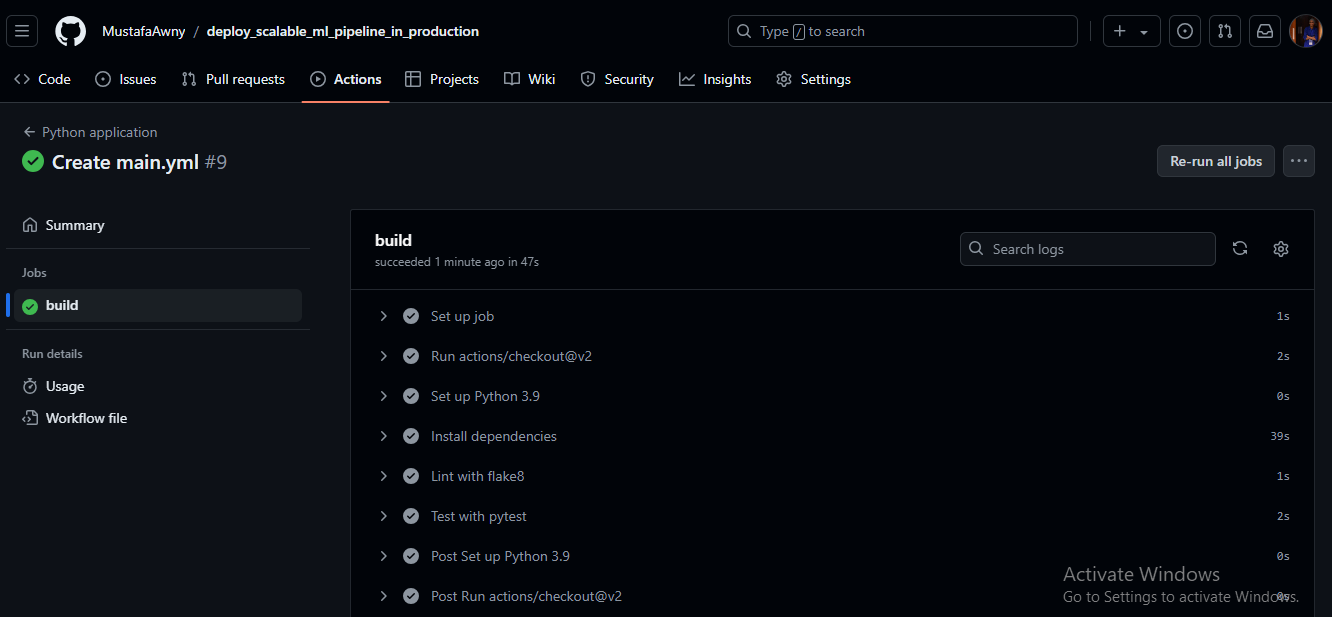 MustafaAwny / deploy_scalable_ml_pipeline_in_production
Type / to search
Code Issues Pull requests Actions Projects Wiki Security Insights Settings
Python application
Create main.yml #9
Re-run all jobs
Summary
Jobs
build
Run details
Usage
Workflow file
build
succeeded 1 minute ago in 47s
Search logs
Set up job 1s
Run actions/checkout@v2 2s
Set up Python 3.9 0s
Install dependencies 39s
Lint with flake8 1s
Test with pytest 2s
Post Set up Python 3.9 0s
Post Run actions/checkout@v2 0s
Activate Windows
Go to Settings to activate Windows.